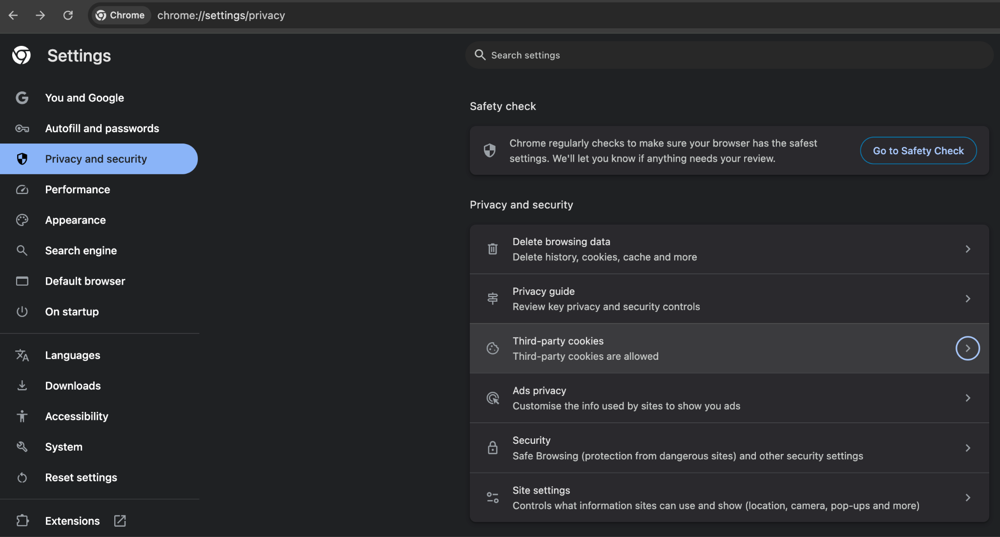 Chrome chrome://settings/privacy
Settings
Search settings
You and Google
Autofill and passwords
Privacy and security
Performance
Appearance
Search engine
Default browser
On startup
Languages
Downloads
Accessibility
System
Reset settings
Extensions
Safety check
Chrome regularly checks to make sure your browser has the safest
settings. We'll let you know if anything needs your review.
Go to Safety Check
Privacy and security
Delete browsing data
Delete history, cookies, cache and more
Privacy guide
Review key privacy and security controls
Third-party cookies
Third-party cookies are allowed
Ads privacy
Customise the info used by sites to show you ads
Security
Safe Browsing (protection from dangerous sites) and other security settings
Site settings
Controls what information sites can use and show (location, camera, pop-ups and more)